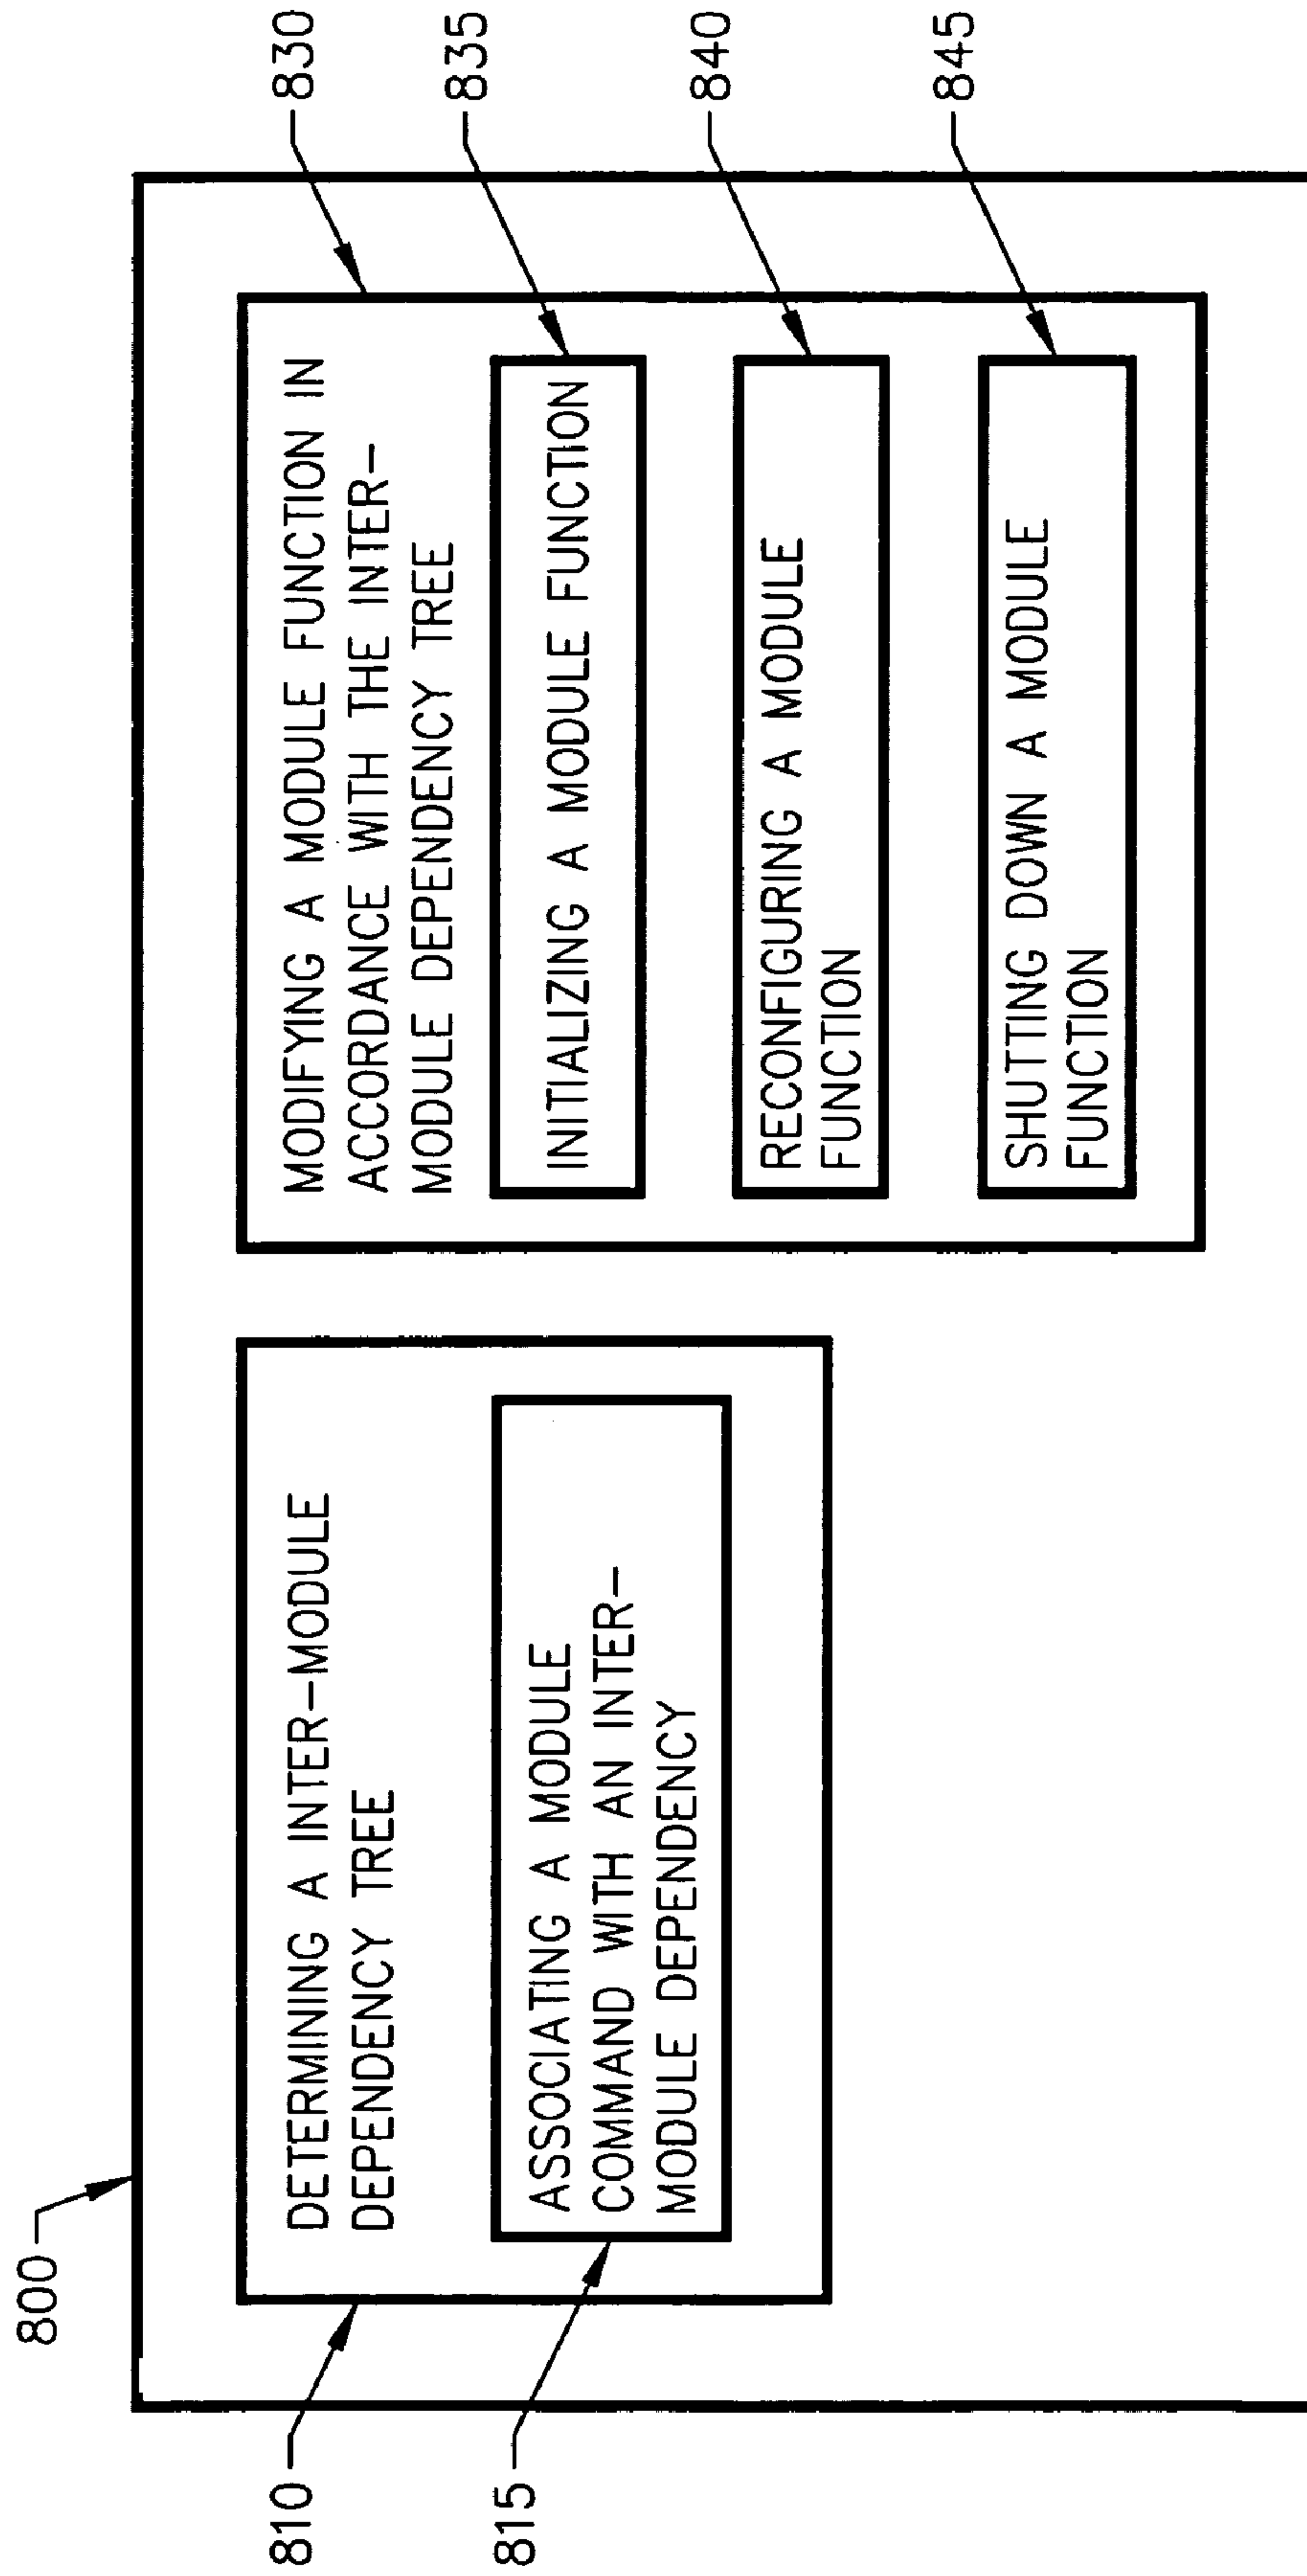 800
810
DETERMINING A INTER-MODULE
DEPENDENCY TREE
815
ASSOCIATING A MODULE
COMMAND WITH AN INTER-
MODULE DEPENDENCY
830
MODIFYING A MODULE FUNCTION IN
ACCORDANCE WITH THE INTER-
MODULE DEPENDENCY TREE
835
INITIALIZING A MODULE FUNCTION
840
RECONFIGURING A MODULE
FUNCTION
845
SHUTTING DOWN A MODULE
FUNCTION